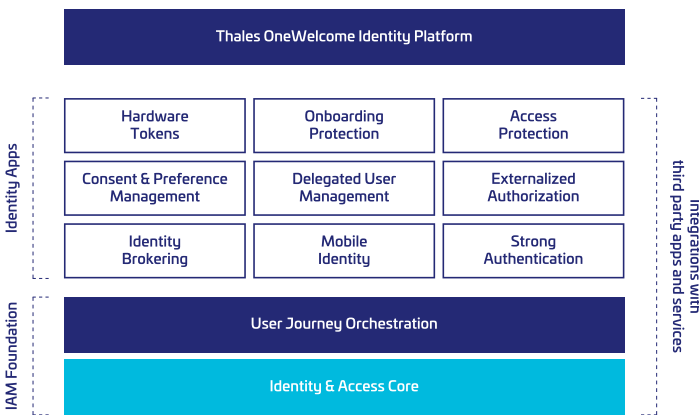 Thales OneWelcome Identity Platform
Identity Apps
Hardware
Tokens
Onboarding
Protection
Access
Protection
Consent & Preference
Management
Delegated User
Management
Externalized
Authorization
Identity
Brokering
Mobile
Identity
Strong
Authentication
IAM Foundation
User Journey Orchestration
Identity & Access Core
Integrations with
third party apps and services